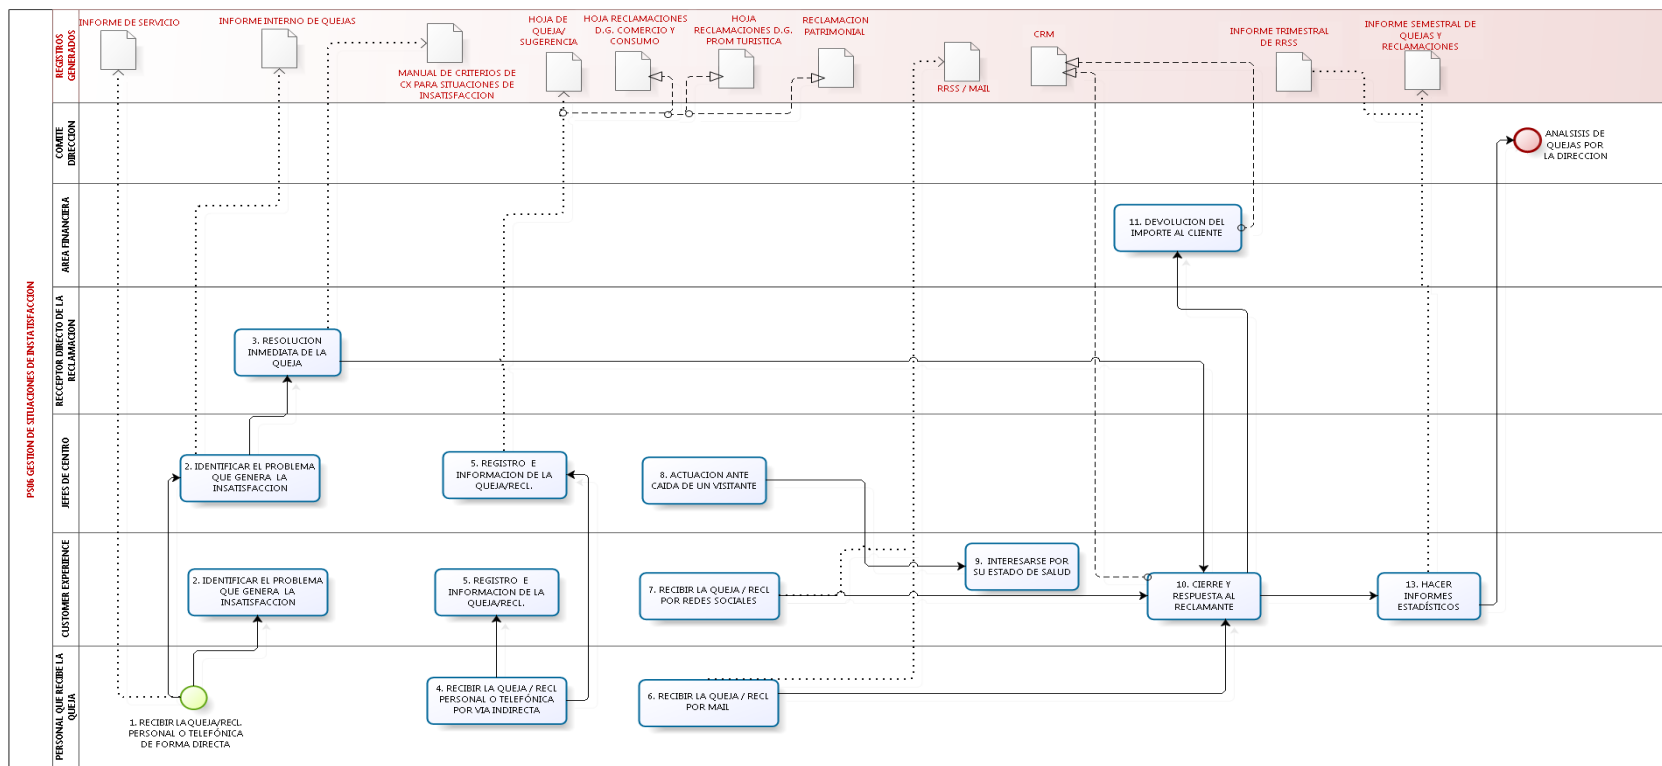 PS06 GESTION DE SITUACIONES DE INSTATISFACCION
REGISTROS
GENERADOS
INFORME DE SERVICIO
INFORME INTERNO DE QUEJAS
MANUAL DE CRITERIOS DE
CX PARA SITUACIONES DE
INSATISFACCION
HOJA DE
QUEJA/
SUGERENCIA
HOJA RECLAMACIONES
D.G. COMERCIO Y
CONSUMO
HOJA
RECLAMACIONES D.G.
PROM TURISTICA
RECLAMACION
PATRIMONIAL
RRSS / MAIL
CRM
INFORME TRIMESTRAL
DE RRSS
INFORME SEMESTRAL DE
QUEJAS Y
RECLAMACIONES
COMITE
DIRECCION
ANALSISIS DE
QUEJAS POR
LA DIRECCION
AREA FINANCIERA
11. DEVOLUCION DEL
IMPORTE AL CLIENTE
RECCEPTOR DIRECTO DE LA
RECLAMACION
3. RESOLUCION
INMEDIATA DE LA
QUEJA
JEFES DE CENTRO
2. IDENTIFICAR EL PROBLEMA
QUE GENERA LA
INSATISFACCION
5. REGISTRO E
INFORMACION DE LA
QUEJA/RECL.
8. ACTUACION ANTE
CAIDA DE UN VISITANTE
CUSTOMER EXPERIENCE
2. IDENTIFICAR EL PROBLEMA
QUE GENERA LA
INSATISFACCION
5. REGISTRO E
INFORMACION DE LA
QUEJA/RECL.
7. RECIBIR LA QUEJA / RECL
POR REDES SOCIALES
9. INTERESARSE POR
SU ESTADO DE SALUD
10. CIERRE Y
RESPUESTA AL
RECLAMANTE
13. HACER
INFORMES
ESTADÍSTICOS
PERSONAL QUE RECIBE LA
QUEJA
1. RECIBIR LA QUEJA/RECL.
PERSONAL O TELEFÓNICA
DE FORMA DIRECTA
4. RECIBIR LA QUEJA / RECL
PERSONAL O TELEFÓNICA
POR VIA INDIRECTA
6. RECIBIR LA QUEJA / RECL
POR MAIL